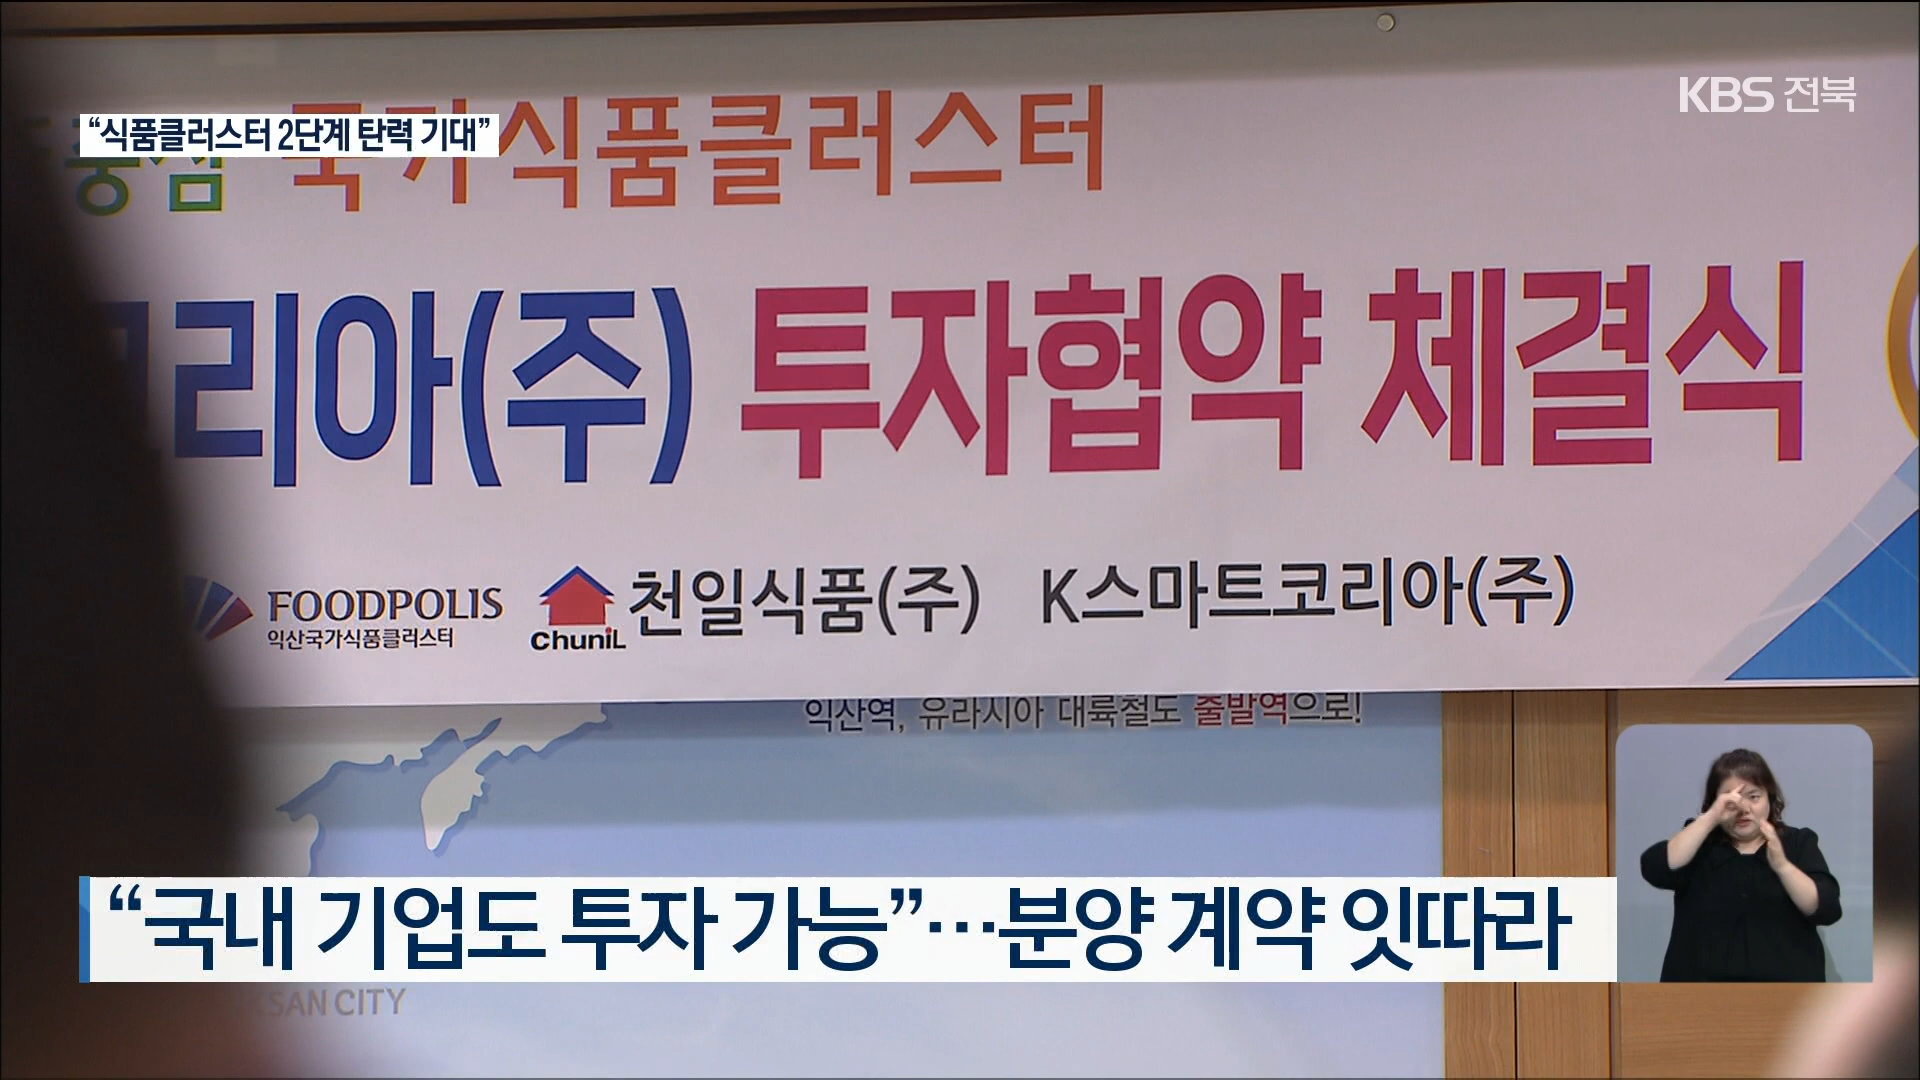 KBS 전북
“식품클러스터 2단계 탄력 기대”
중심 국가식품클러스터
코리아(주) 투자협약 체결식
FOODPOLIS
익산국가식품클러스터
Chunil
천일식품(주) K스마트코리아(주)
익산역, 유라시아 대륙철도 출발역으로!
“국내 기업도 투자 가능”…분양 계약 잇따라
SAN CITY